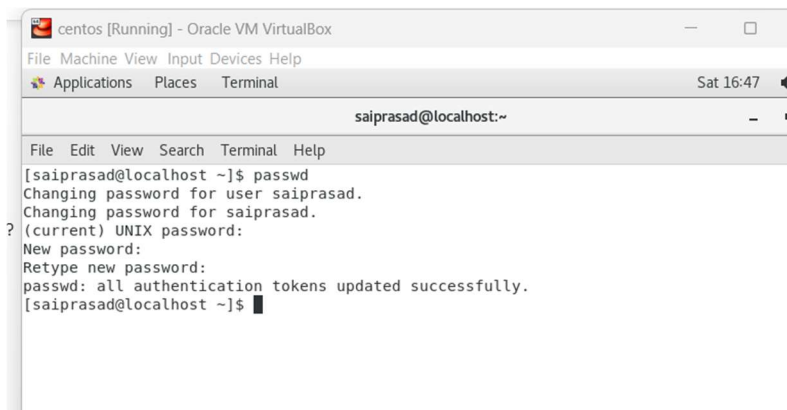 centos [Running] - Oracle VM VirtualBox
File Machine View Input Devices Help
Applications Places Terminal Sat 16:47
saiprasad@localhost:~
File Edit View Search Terminal Help
[saiprasad@localhost ~]$ passwd
Changing password for user saiprasad.
Changing password for saiprasad.
? (current) UNIX password:
New password:
Retype new password:
passwd: all authentication tokens updated successfully.
[saiprasad@localhost ~]$